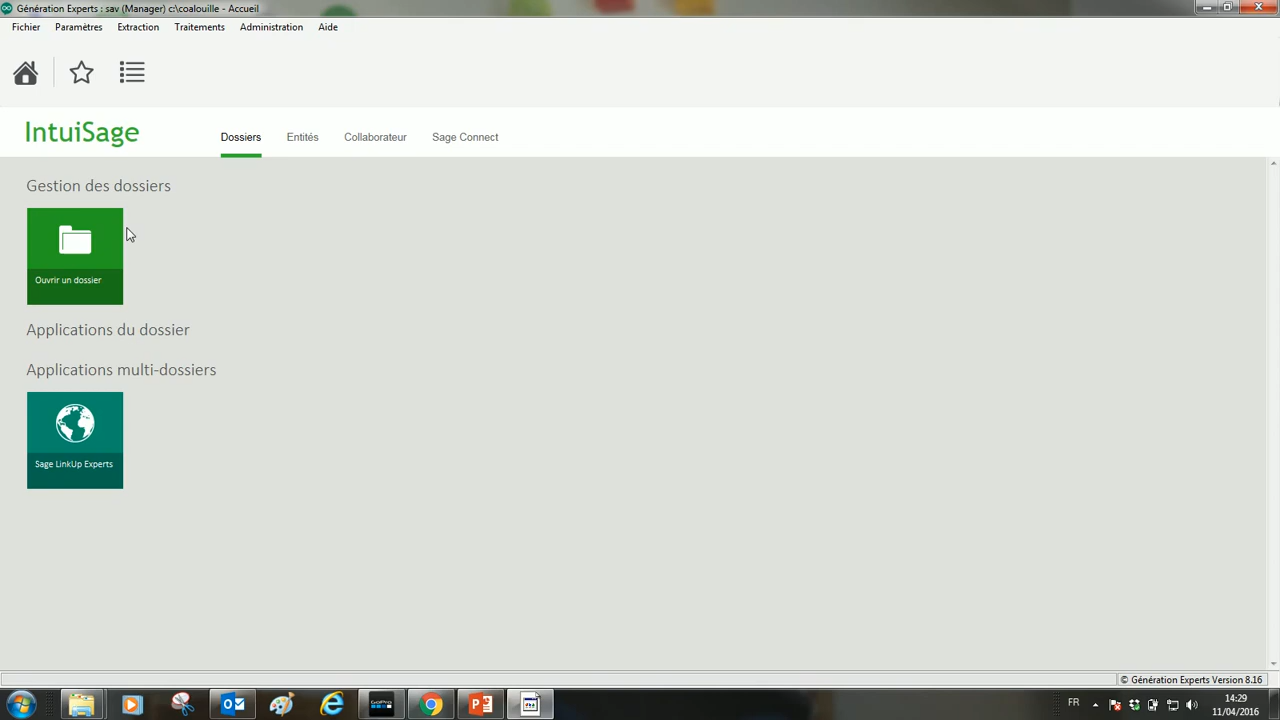 Génération Experts : sav (Manager) c:\coalouille - Accueil
Fichier Paramètres Extraction Traitements Administration Aide
IntuiSage Dossiers Entités Collaborateur Sage Connect
Gestion des dossiers
Ouvrir un dossier
Applications du dossier
Applications multi-dossiers
Sage LinkUp Experts
© Génération Experts Version 8.16
GoPro
FR
14:29
11/04/2016